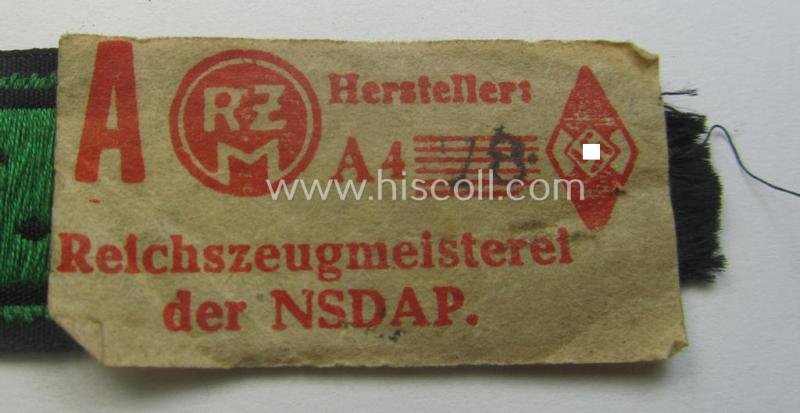 A RZM Hersteller:
A4 78
www.hiscoll.com
Reichszeugmeisterei
der NSDAP.